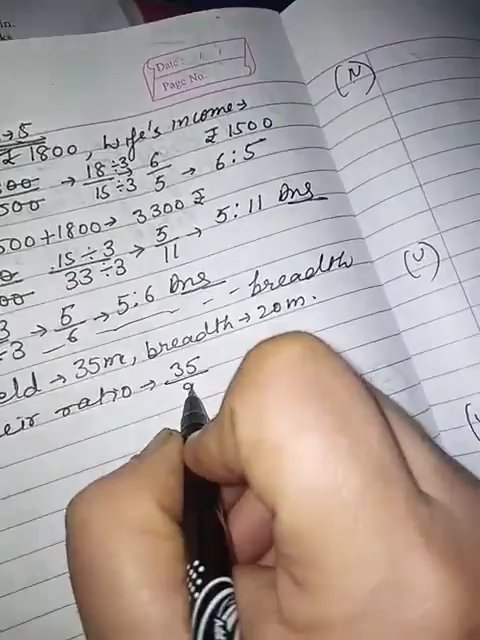 in.
Date:
Page No.
→ 5
₹ 1800, Wife's income →
₹ 1500
→ 18÷3 / 15÷3 6/5 → 6:5
500+1800 → 3300 ₹
15÷3 / 33÷3 → 5/11 → 5:11 Ans
÷3 → 5/6 → 5:6 Ans
-- breadth
eld → 35m, breadth → 20m.
eir ratio → 35
(N)
(U)